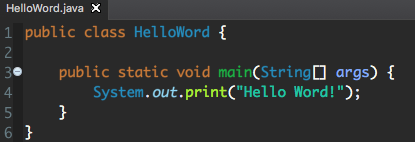 HelloWord.java
1 public class HelloWord {
2
3 public static void main(String[] args) {
4 System.out.print("Hello Word!");
5 }
6 }